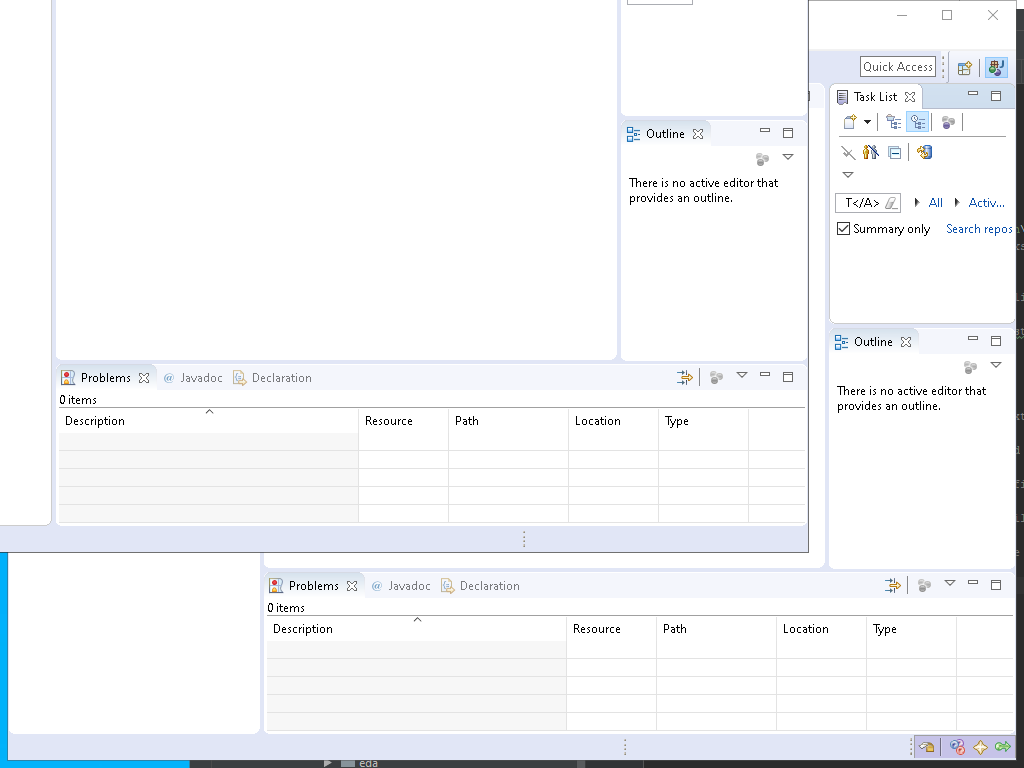 Quick Access
Task List
T</A>
All
Activ...
Summary only
Search repos
Outline
There is no active editor that
provides an outline.
Problems
@ Javadoc
Declaration
0 items
Description
Resource
Path
Location
Type
Outline
There is no active editor that
provides an outline.
Problems
@ Javadoc
Declaration
0 items
Description
Resource
Path
Location
Type
eda